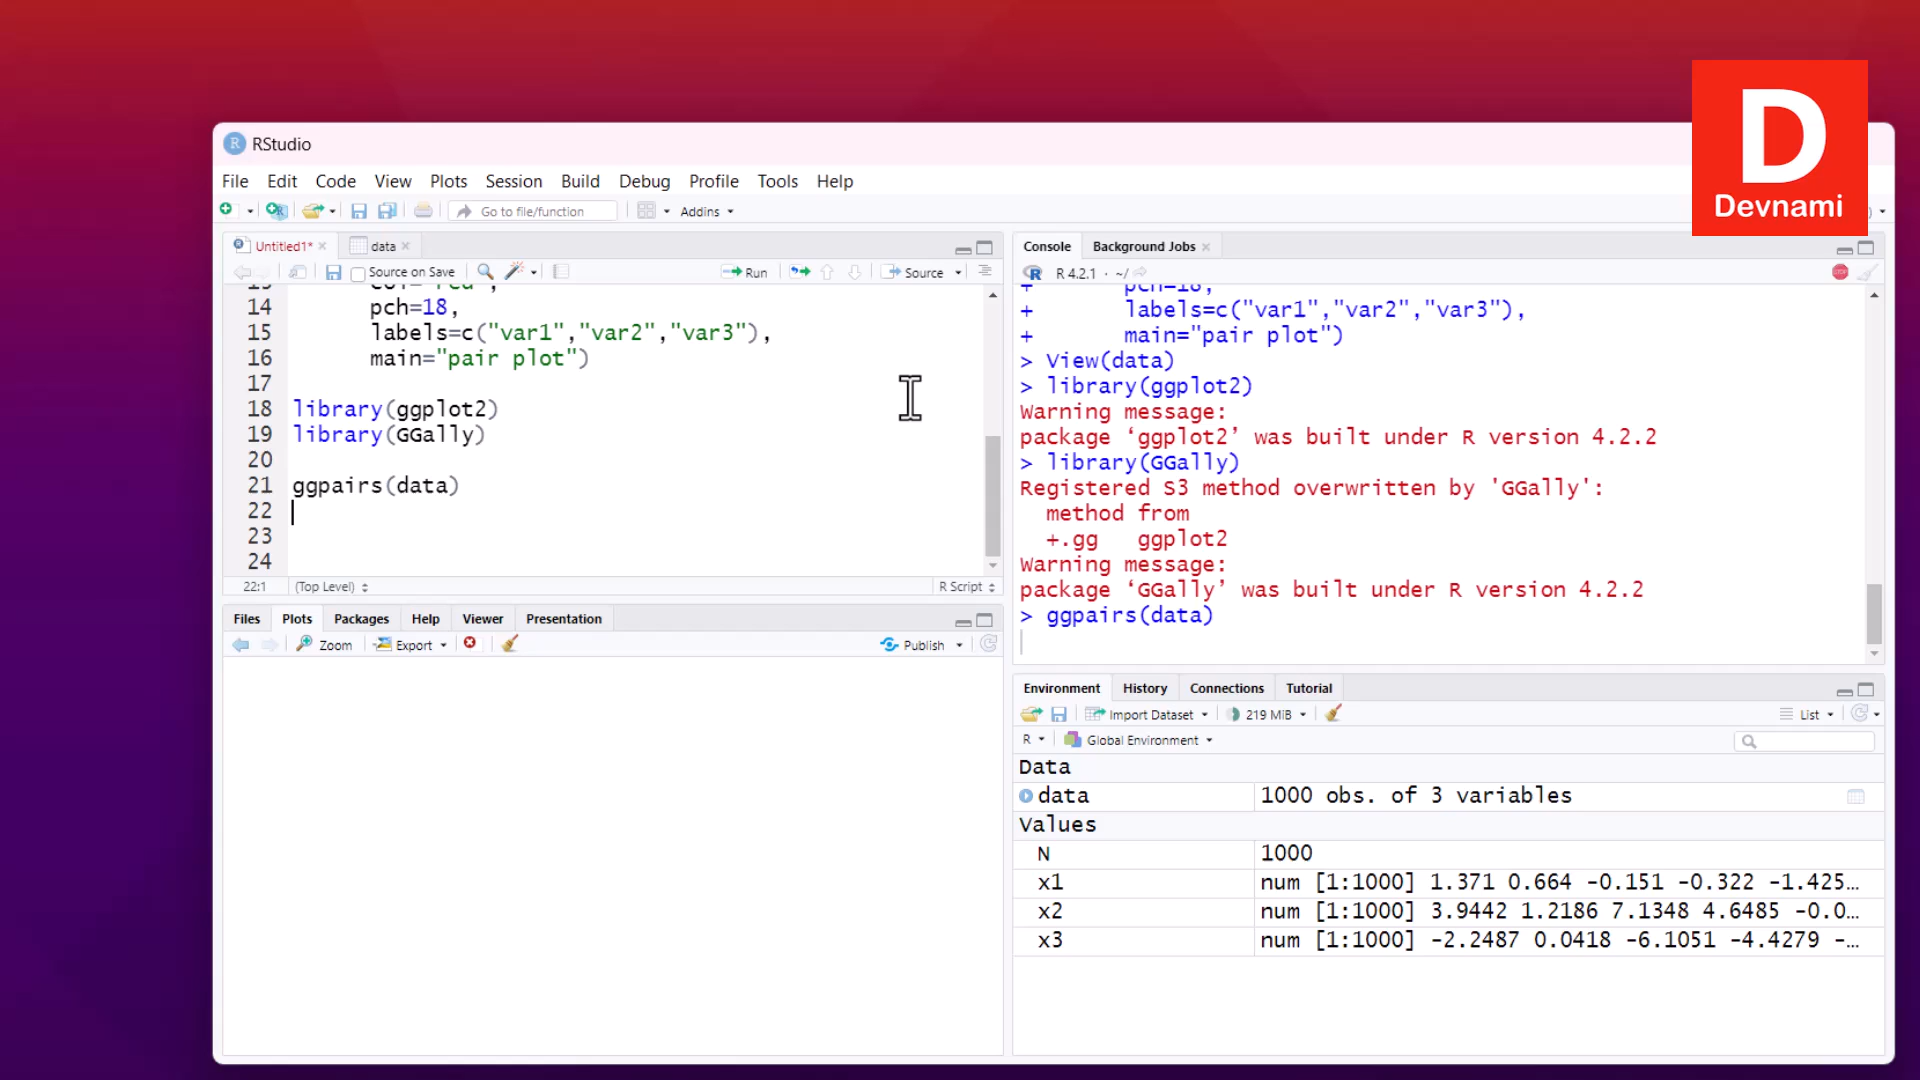 D
Devnami
RStudio
File Edit Code View Plots Session Build Debug Profile Tools Help
Go to file/function Addins
Untitled1* data
Source on Save Run Source
14 pch=18,
15 labels=c("var1","var2","var3"),
16 main="pair plot")
17
18 library(ggplot2)
19 library(GGally)
20
21 ggpairs(data)
22
23
24
22:1 (Top Level) R Script
Files Plots Packages Help Viewer Presentation
Zoom Export Publish
Console Background Jobs
R 4.2.1 · ~/
+ pch=18,
+ labels=c("var1","var2","var3"),
+ main="pair plot")
> View(data)
> library(ggplot2)
Warning message:
package ‘ggplot2’ was built under R version 4.2.2
> library(GGally)
Registered S3 method overwritten by 'GGally':
method from
+.gg ggplot2
Warning message:
package ‘GGally’ was built under R version 4.2.2
> ggpairs(data)
Environment History Connections Tutorial
Import Dataset 219 MiB List
R Global Environment
Data
data 1000 obs. of 3 variables
Values
N 1000
x1 num [1:1000] 1.371 0.664 -0.151 -0.322 -1.425…
x2 num [1:1000] 3.9442 1.2186 7.1348 4.6485 -0.0…
x3 num [1:1000] -2.2487 0.0418 -6.1051 -4.4279 -…